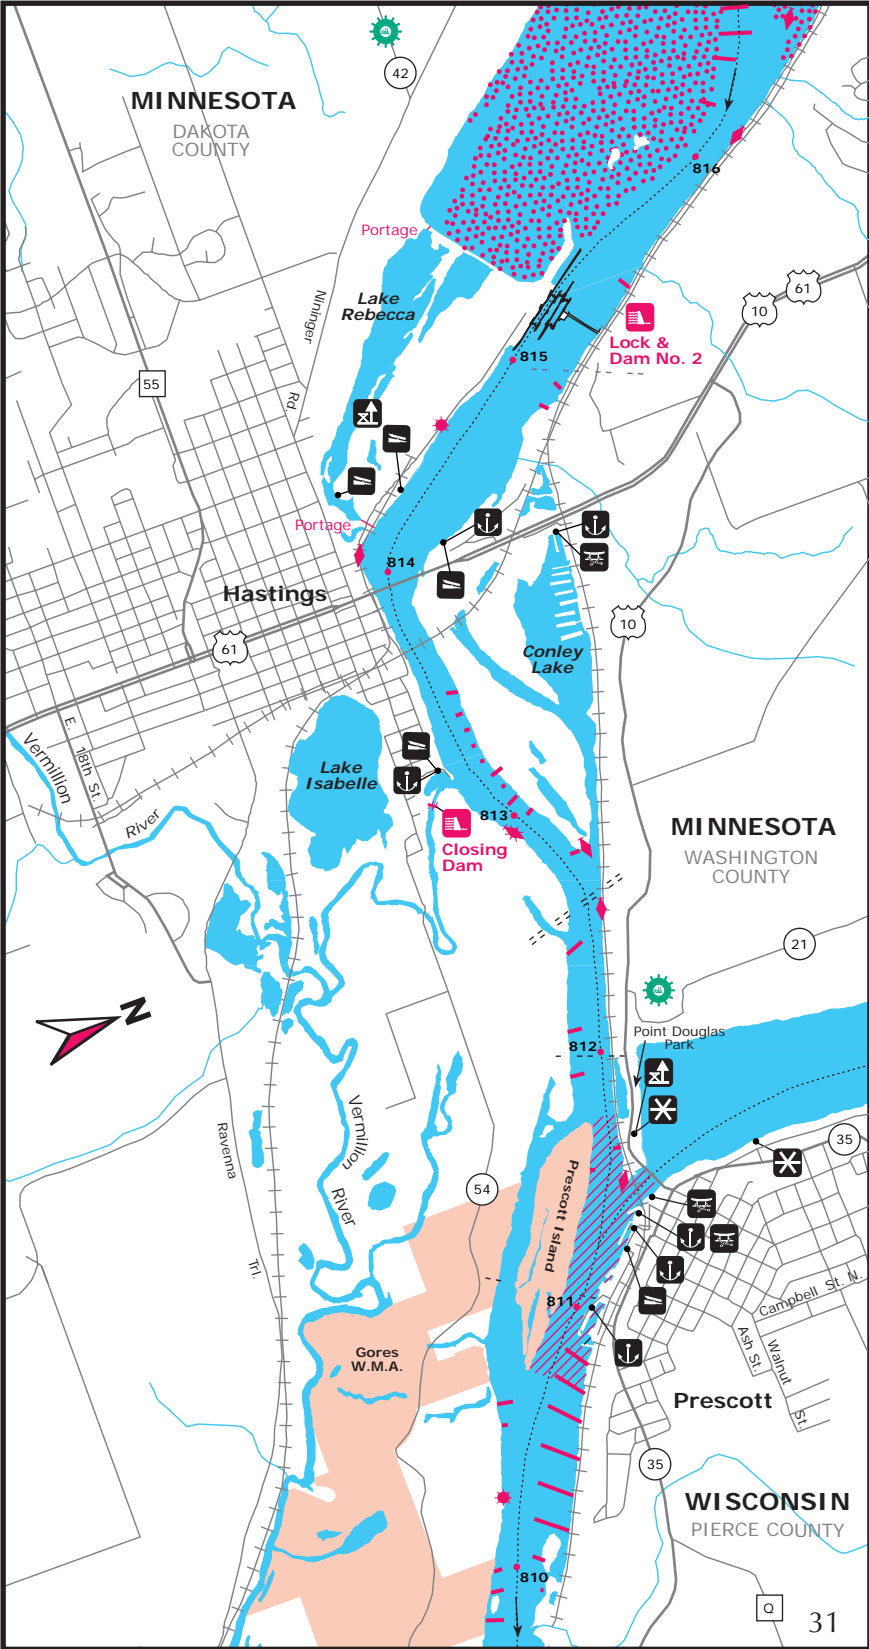 42
MINNESOTA
DAKOTA
COUNTY
816
Portage
61
10
Lake
Rebecca
Nininger
Rd.
Lock &
Dam No. 2
815
55
Portage
814
Hastings
10
61
Conley
Lake
E. 18th St.
Vermillion
River
Lake
Isabelle
813
Closing
Dam
MINNESOTA
WASHINGTON
COUNTY
21
N
Point Douglas
Park
812
35
Vermillion
River
Ravenna
Trl.
54
Prescott Island
811
Campbell St. N.
Ash St.
Walnut
St.
Gores
W.M.A.
Prescott
35
WISCONSIN
PIERCE COUNTY
810
Q
31